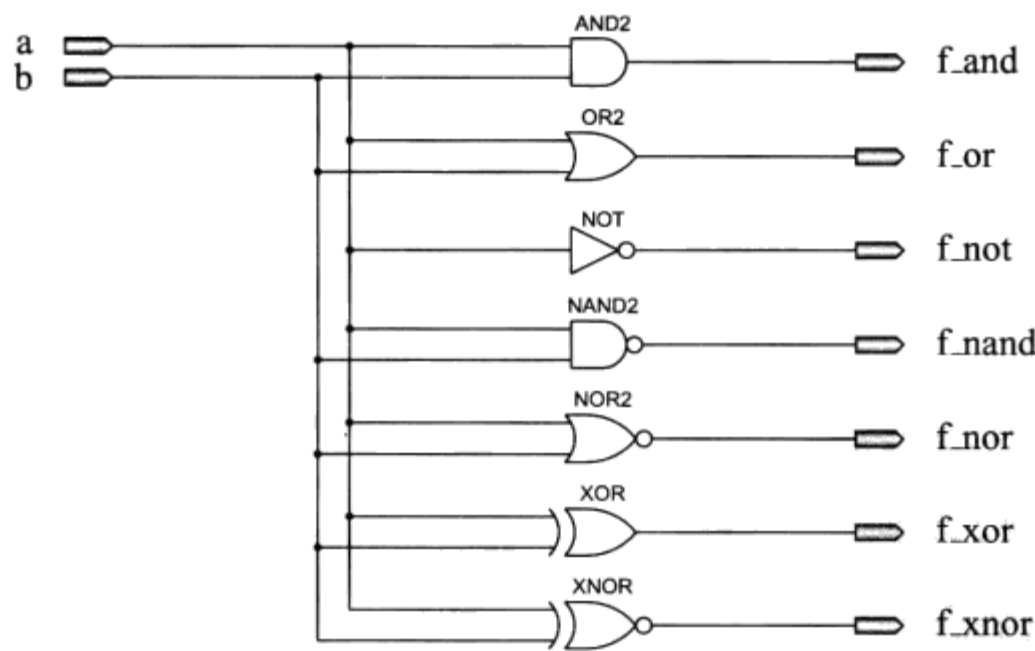 AND2
a
b
f_and
OR2
f_or
NOT
f_not
NAND2
f_nand
NOR2
f_nor
XOR
f_xor
XNOR
f_xnor